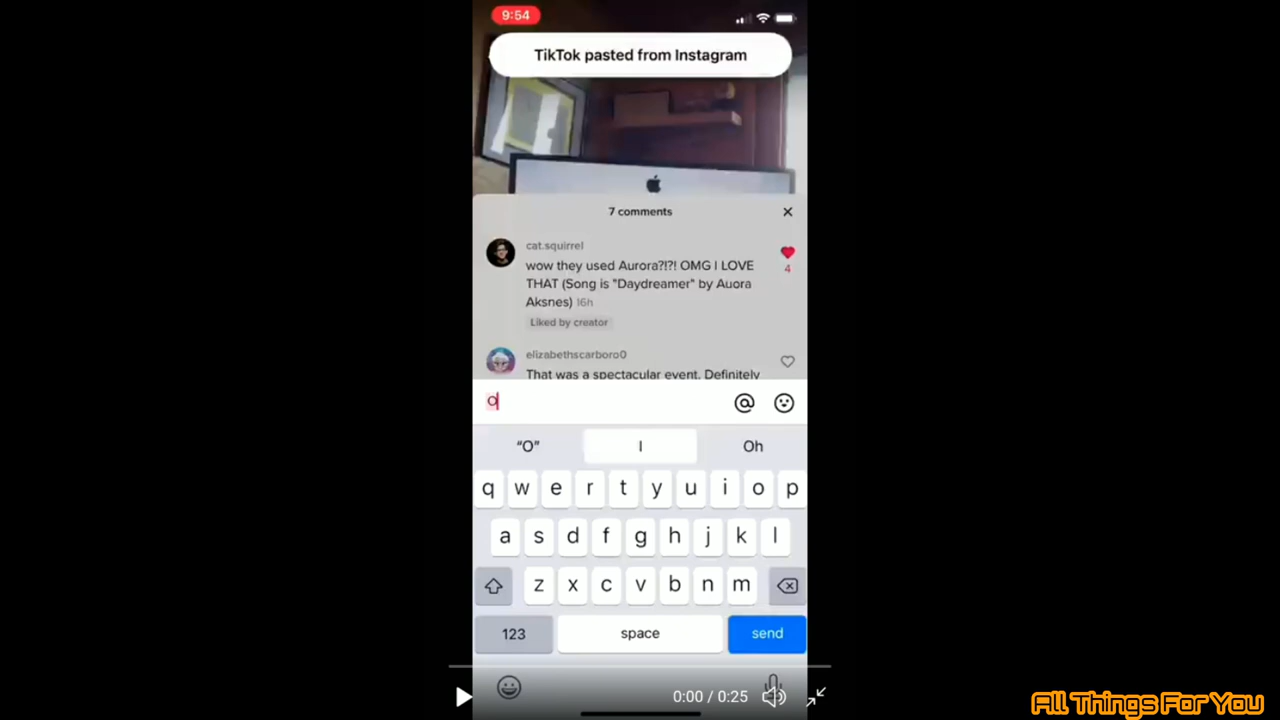 9:54
TikTok pasted from Instagram
7 comments
cat.squirrel
wow they used Aurora?!?! OMG I LOVE
THAT (Song is "Daydreamer" by Auora
Aksnes) 16h
4
Liked by creator
elizabethscarboro0
That was a spectacular event. Definitely
o
“O” I Oh
q w e r t y u i o p
a s d f g h j k l
z x c v b n m
123 space send
0:00 / 0:25
All Things For You